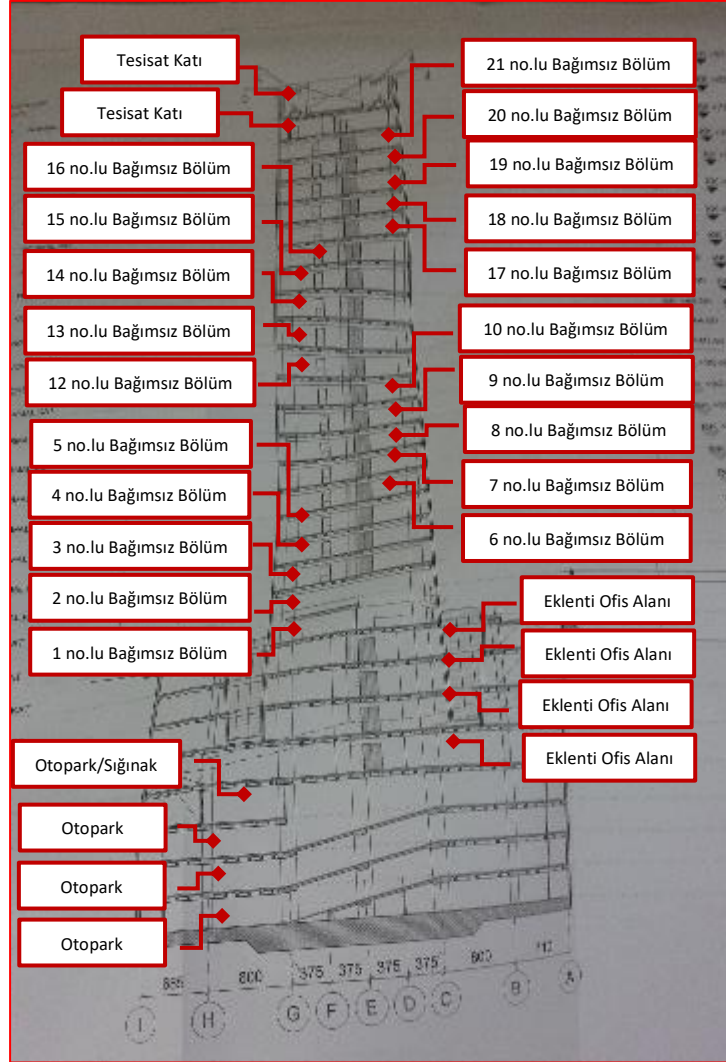 Tesisat Katı
Tesisat Katı
16 no.lu Bağımsız Bölüm
15 no.lu Bağımsız Bölüm
14 no.lu Bağımsız Bölüm
13 no.lu Bağımsız Bölüm
12 no.lu Bağımsız Bölüm
5 no.lu Bağımsız Bölüm
4 no.lu Bağımsız Bölüm
3 no.lu Bağımsız Bölüm
2 no.lu Bağımsız Bölüm
1 no.lu Bağımsız Bölüm
Otopark/Sığınak
Otopark
Otopark
Otopark
21 no.lu Bağımsız Bölüm
20 no.lu Bağımsız Bölüm
19 no.lu Bağımsız Bölüm
18 no.lu Bağımsız Bölüm
17 no.lu Bağımsız Bölüm
10 no.lu Bağımsız Bölüm
9 no.lu Bağımsız Bölüm
8 no.lu Bağımsız Bölüm
7 no.lu Bağımsız Bölüm
6 no.lu Bağımsız Bölüm
Eklenti Ofis Alanı
Eklenti Ofis Alanı
Eklenti Ofis Alanı
Eklenti Ofis Alanı
800 375 375 375 375 800
I H G F E D C B A